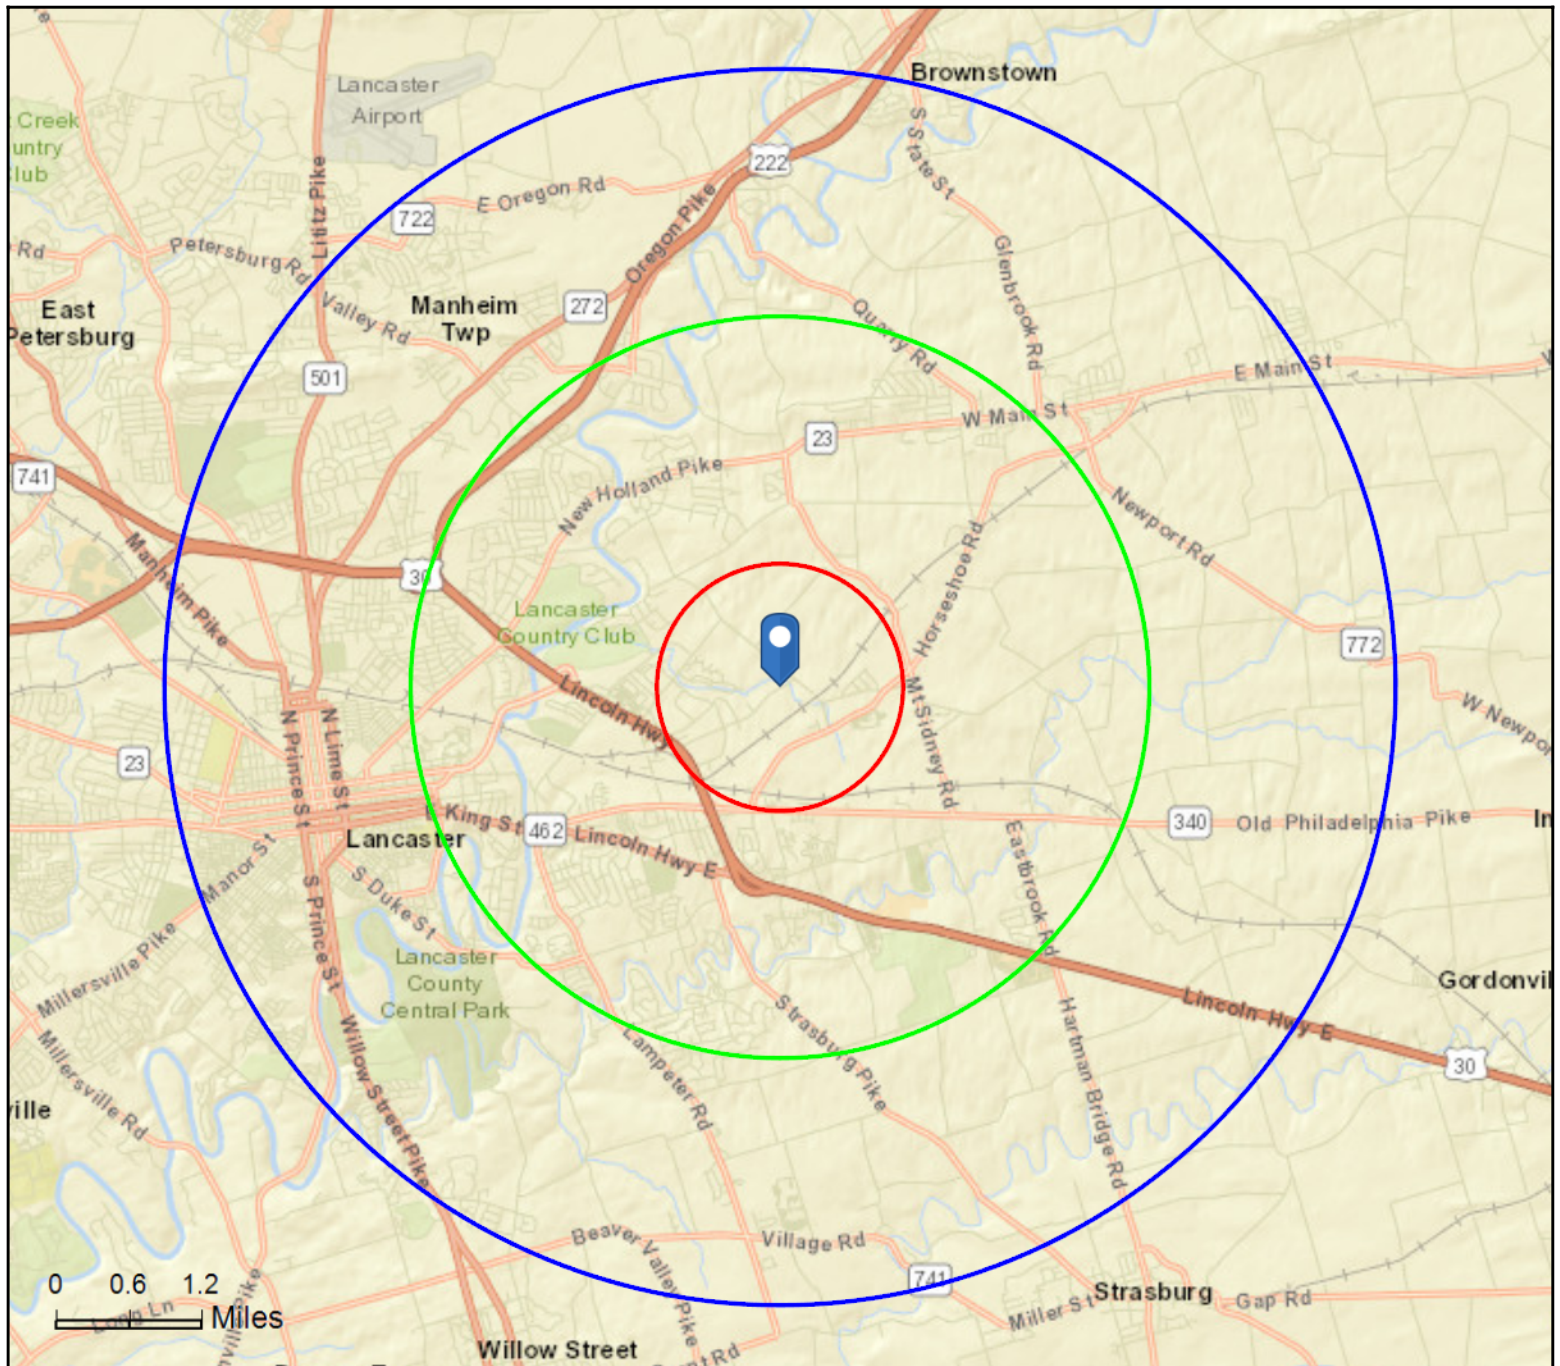 Brownstown
Lancaster
Airport
t Creek
untry
lub
222
S State St
Lititz Pike
E Oregon Rd
722
Oregon Pike
Rd
Petersburg Rd
Glenbrook Rd
East
Petersburg
Valley Rd
Manheim
Twp
272
Quarry Rd
501
E Main St
W Main St
23
741
New Holland Pike
Newport Rd
Manheim Pike
Horseshoe Rd
30
Lancaster
Country Club
772
Lincoln Hwy
Mt Sidney Rd
N Prince St
N Lime St
W Newpor
23
E King St
462
Lincoln Hwy E
340
Old Philadelphia Pike
In
Lancaster
Manor St
S Duke St
S Prince St
Eastbrook Rd
Millersville Pike
Lancaster
County
Central Park
Gordonvil
Lincoln Hwy E
Strasburg Pike
Hartman Bridge Rd
Willow Street Pike
Lampeter Rd
Millersville Rd
30
ville
Beaver Valley Pike
Village Rd
741
Strasburg
Miller St
Gap Rd
0 0.6 1.2
Miles
Long Ln
Willow Street